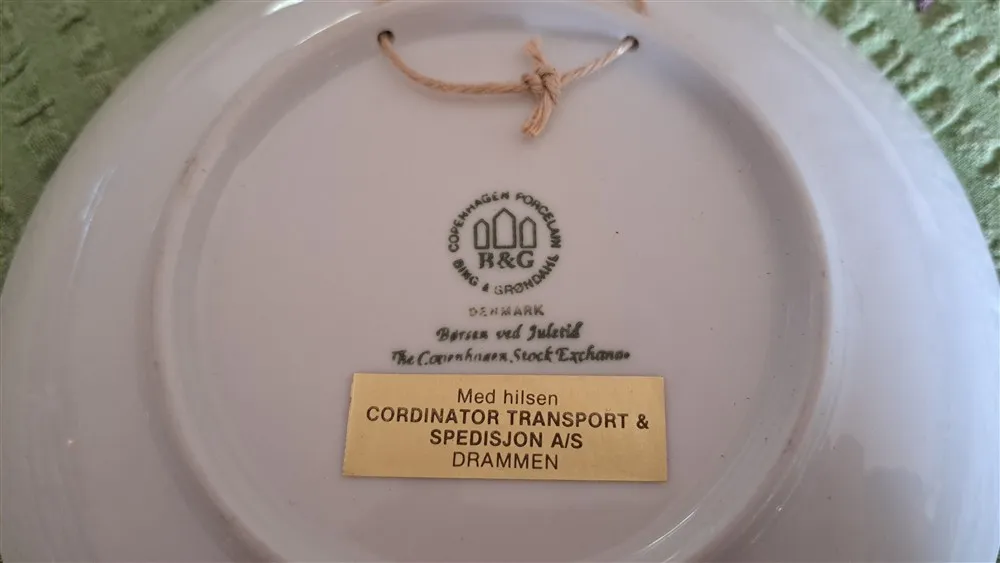 COPENHAGEN PORCELAIN
B&G
BING & GRØNDAHL
DENMARK
Børsen ved Juletid
The Copenhagen Stock Exchange
Med hilsen
CORDINATOR TRANSPORT &
SPEDISJON A/S
DRAMMEN